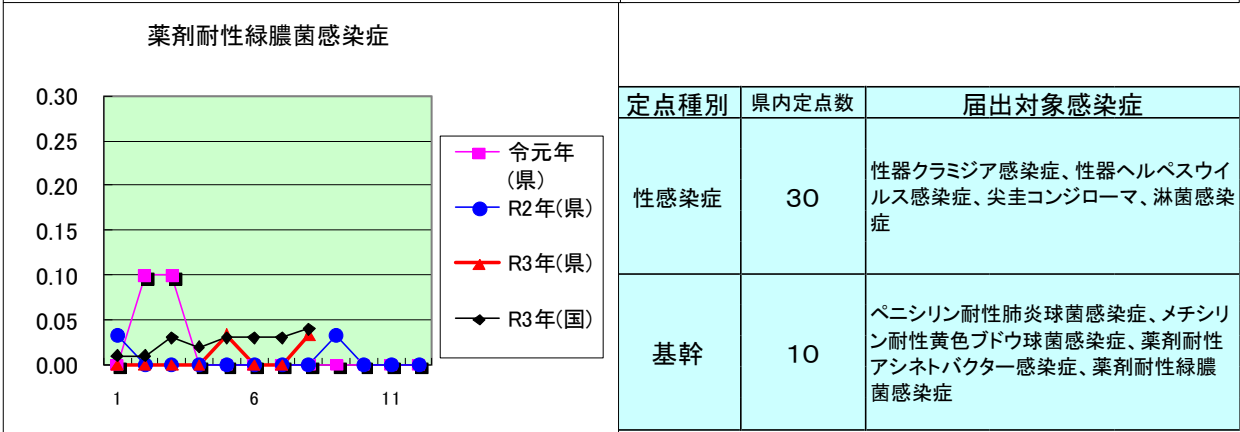 薬剤耐性緑膿菌感染症
0.30
0.25
0.20
0.15
0.10
0.05
0.00
1
6
11
令元年
(県)
R2年(県)
R3年(県)
R3年(国)
定点種別 県内定点数 届出対象感染症
性感染症 30
性器クラミジア感染症、性器ヘルペスウイ
ルス感染症、尖圭コンジローマ、淋菌感染
症
基幹 10
ペニシリン耐性肺炎球菌感染症、メチシリ
ン耐性黄色ブドウ球菌感染症、薬剤耐性
アシネトバクター感染症、薬剤耐性緑膿
菌感染症